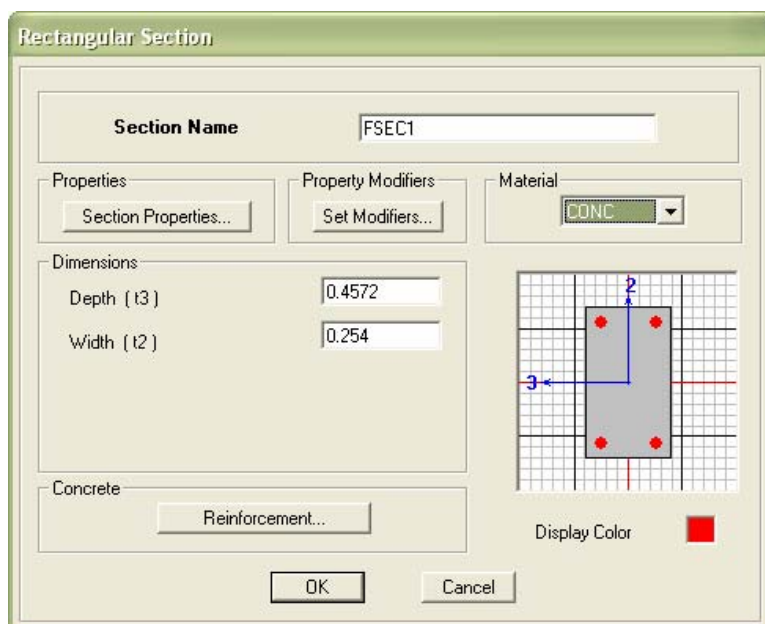 Rectangular Section
Section Name FSEC1
Properties Property Modifiers Material
Section Properties... Set Modifiers... CONC
Dimensions
Depth ( t3 ) 0.4572
Width ( t2 ) 0.254
2
3
Concrete
Reinforcement...
Display Color
OK Cancel